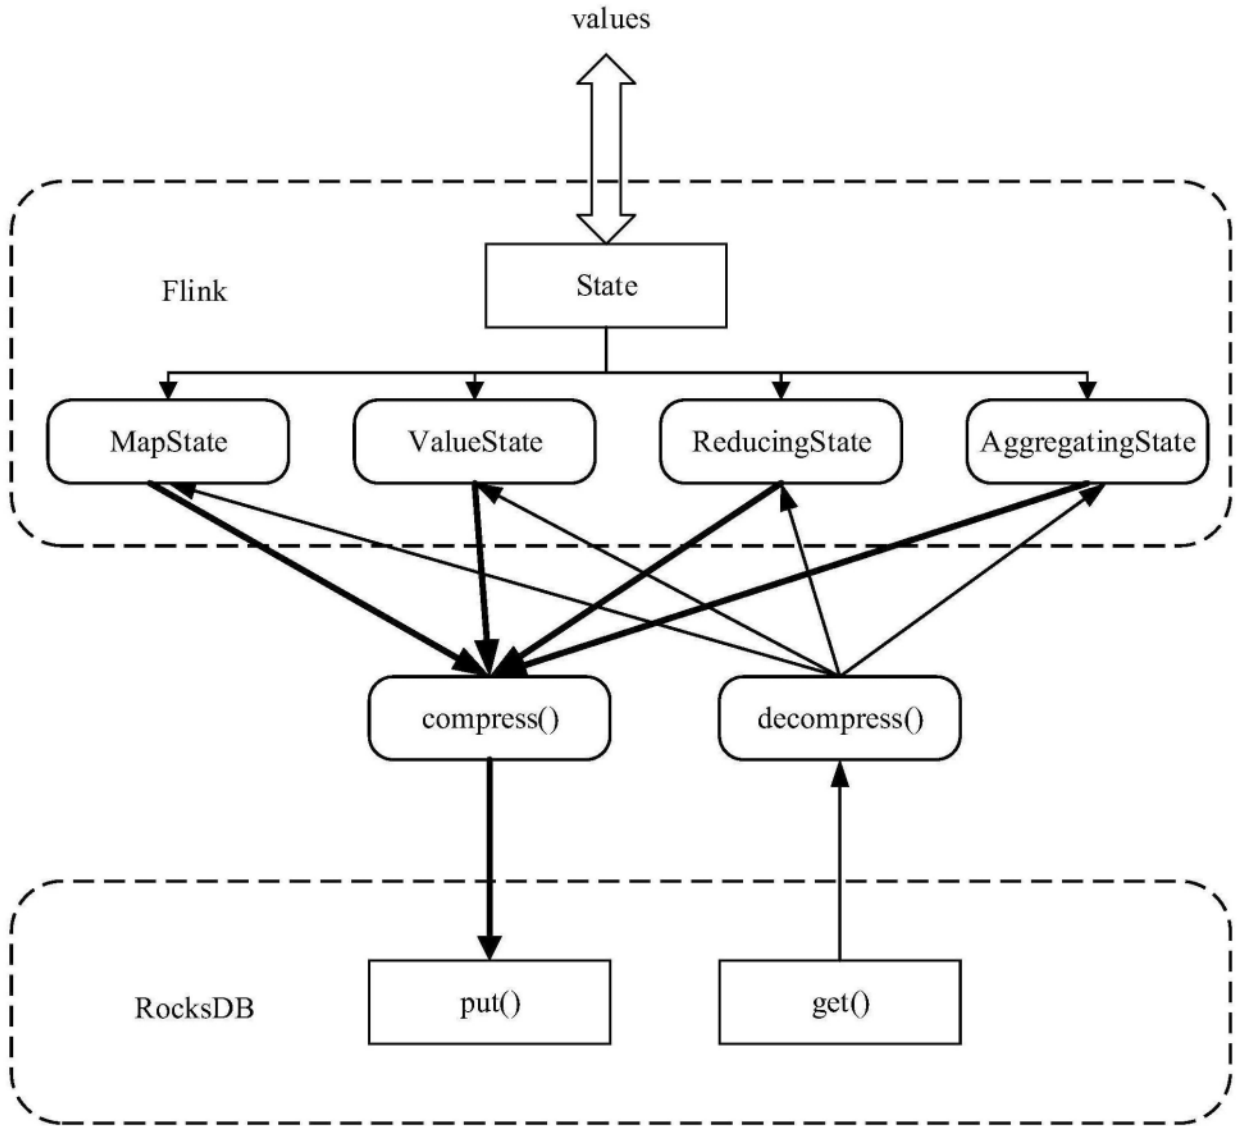 values
State
Flink
MapState
ValueState
ReducingState
AggregatingState
compress()
decompress()
RocksDB
put()
get()